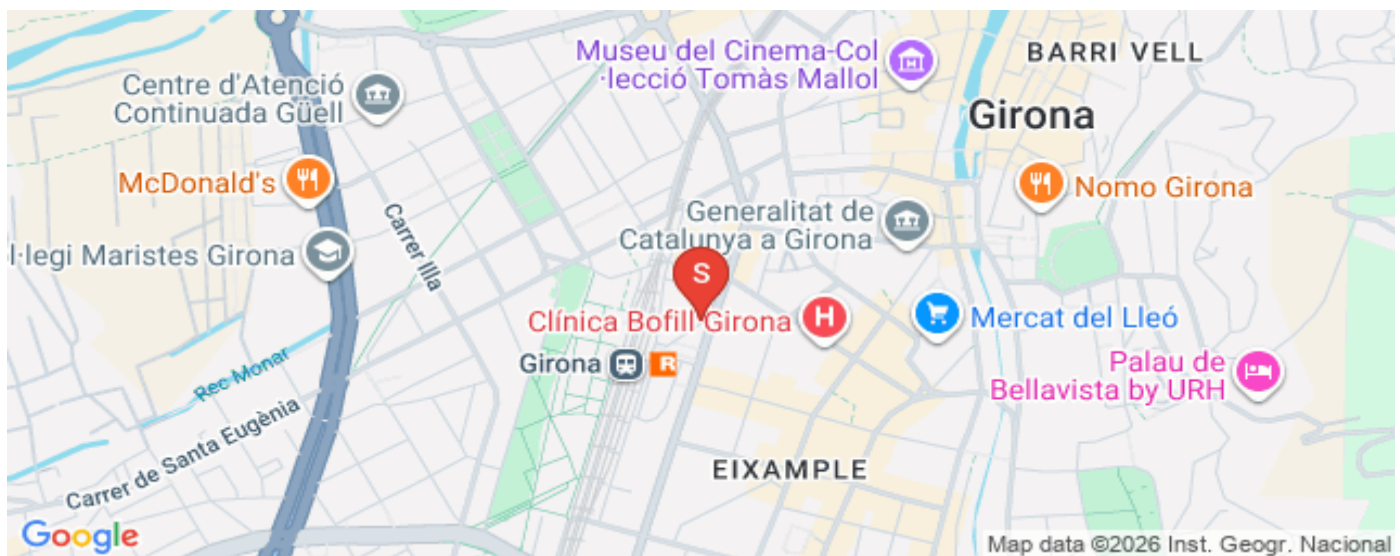 Museu del Cinema-Col
·lecció Tomàs Mallol
BARRI VELL
Centre d'Atenció
Continuada Güell
Girona
McDonald's
Nomo Girona
Carrer Illa
Generalitat de
Catalunya a Girona
l·legi Maristes Girona
S
Clínica Bofill Girona
H
Mercat del Lleó
Girona
R
Rec Monar
Palau de
Bellavista by URH
Carrer de Santa Eugènia
EIXAMPLE
Google
Map data ©2026 Inst. Geogr. Nacional